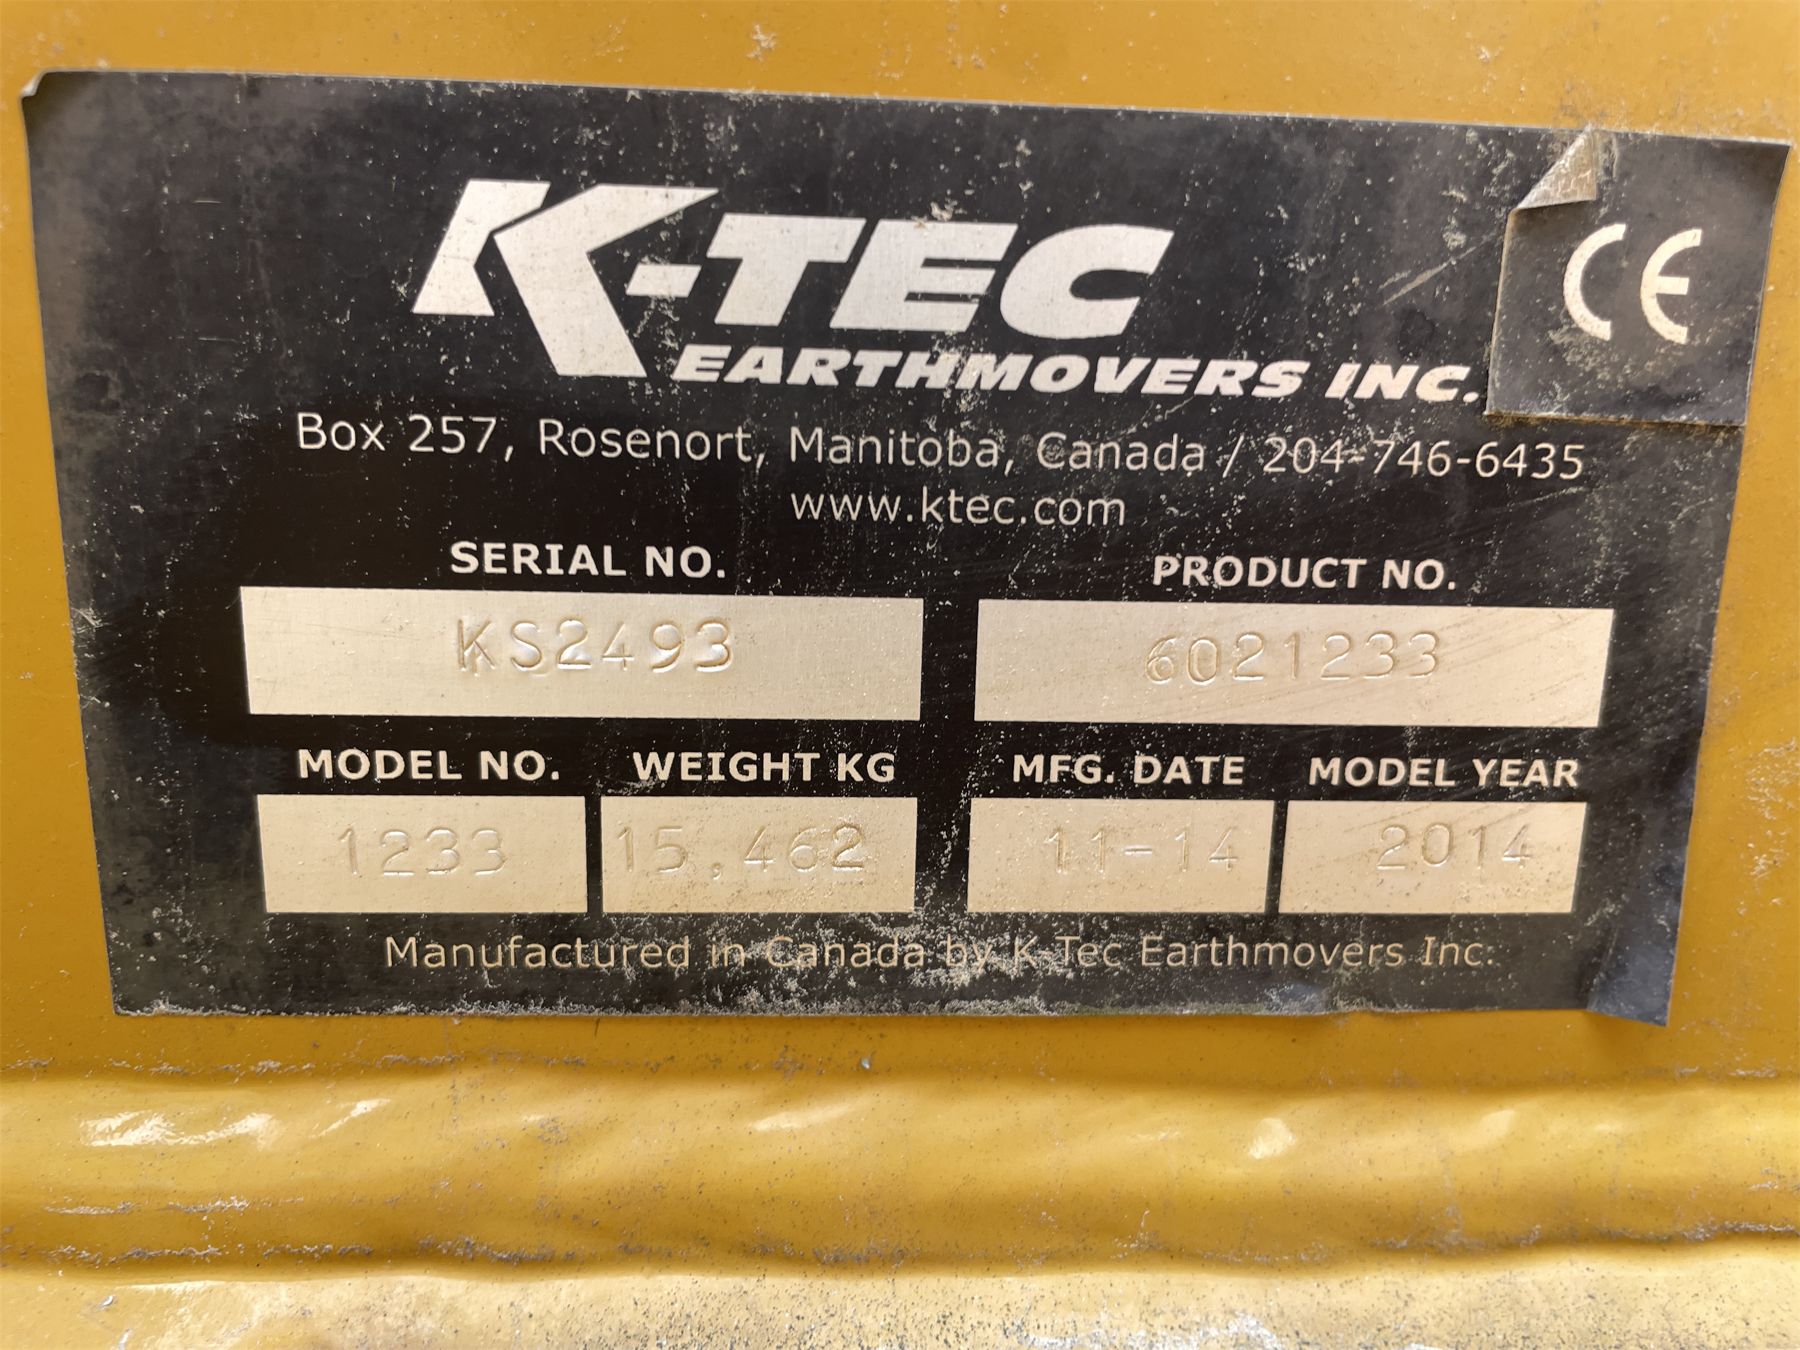 K-TEC
EARTHMOVERS INC.
CE
Box 257, Rosenort, Manitoba, Canada / 204-746-6435
www.ktec.com
SERIAL NO. PRODUCT NO.
KS2493 6021233
MODEL NO. WEIGHT KG MFG. DATE MODEL YEAR
1233 15,462 11-14 2014
Manufactured in Canada by K-Tec Earthmovers Inc.